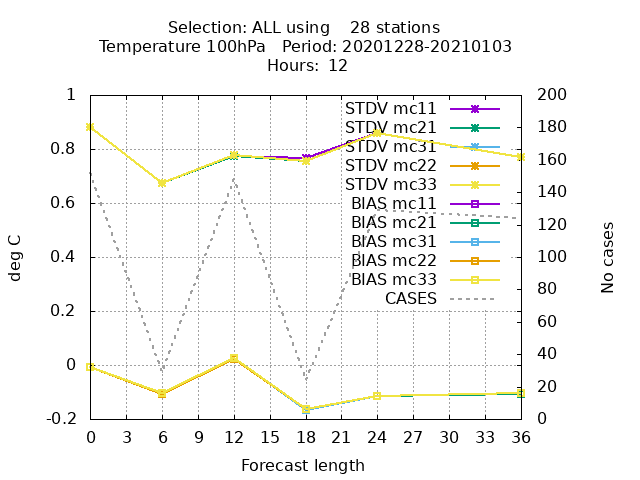 Selection: ALL using    28 stations
Temperature 100hPa   Period: 20201228-20210103
Hours:  12
1
0.8
0.6
0.4
0.2
0
-0.2
deg C
STDV mc11
STDV mc21
STDV mc31
STDV mc22
STDV mc33
BIAS mc11
BIAS mc21
BIAS mc31
BIAS mc22
BIAS mc33
CASES
200
180
160
140
120
100
80
60
40
20
0
No cases
0 3 6 9 12 15 18 21 24 27 30 33 36
Forecast length